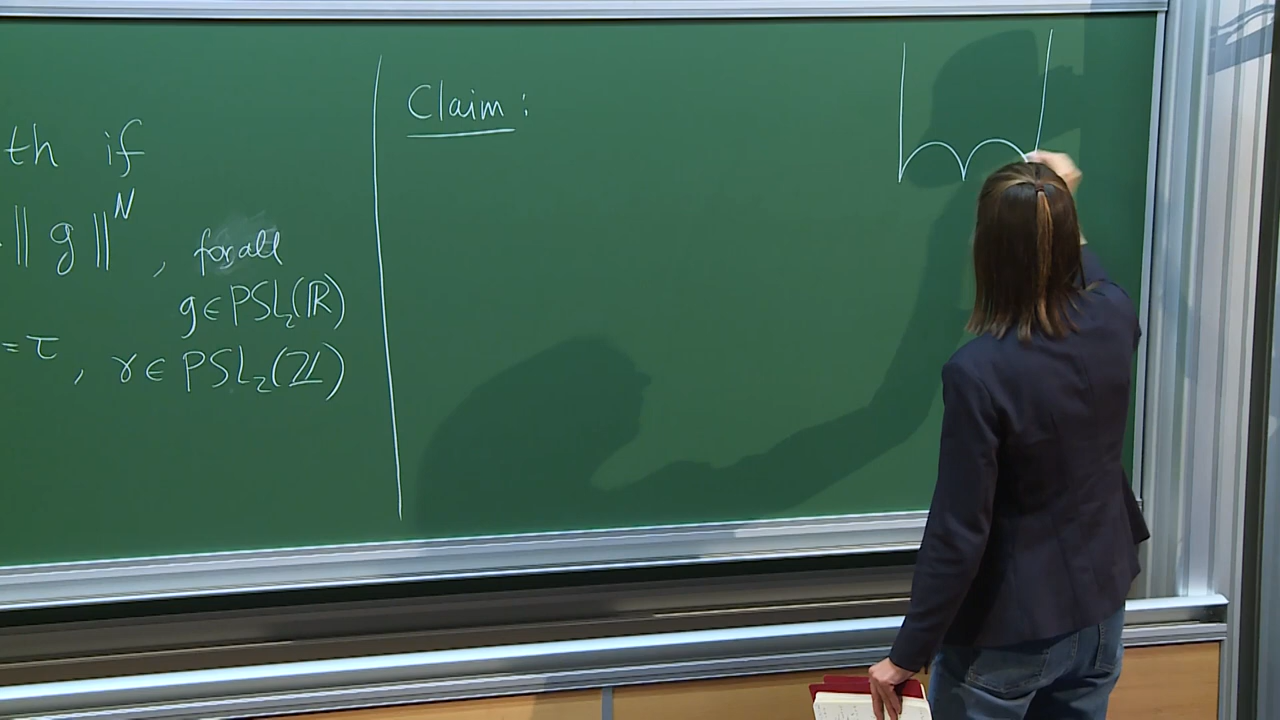 th if
‖ g ‖^N , for all
g ∈ PSL₂(ℝ)
= τ , γ ∈ PSL₂(ℤ)
Claim :